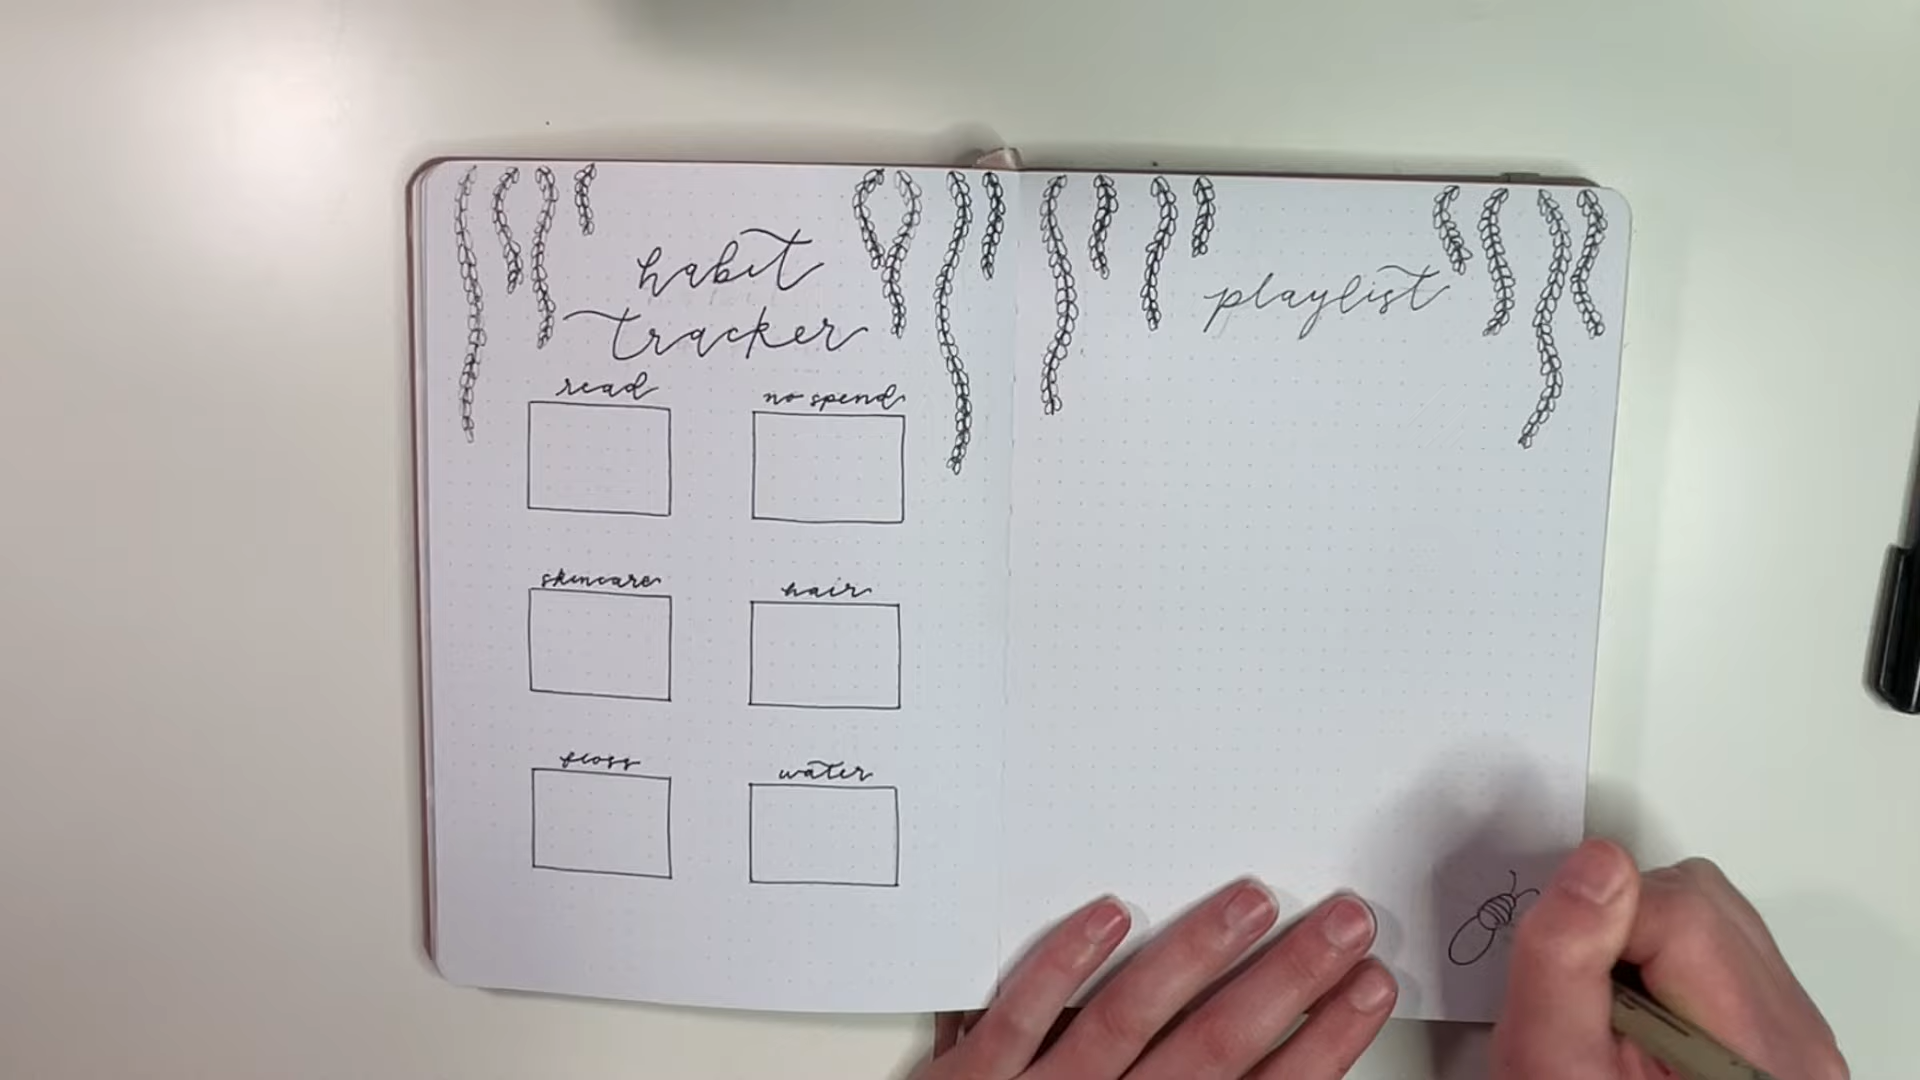 habit
tracker
read
no spend
skincare
hair
floss
water
playlist